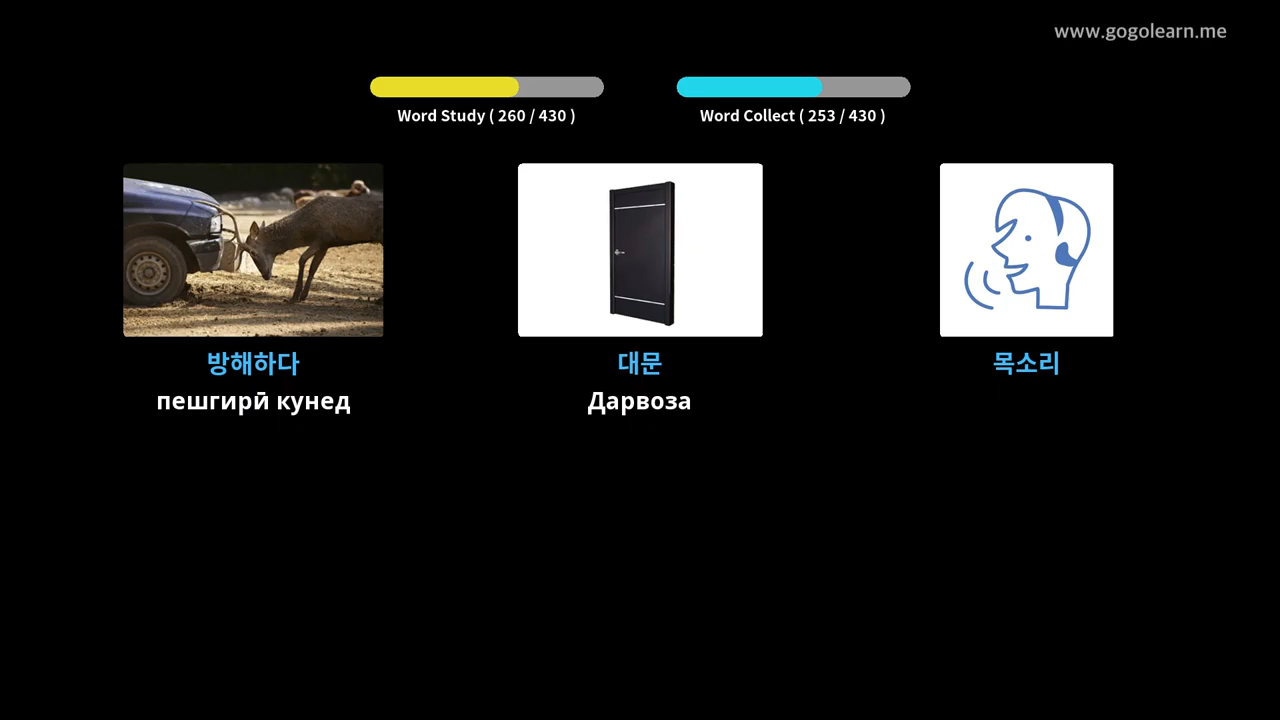 www.gogolearn.me
Word Study ( 260 / 430 )
Word Collect ( 253 / 430 )
방해하다
대문
목소리
пешгирӣ кунед
Дарвоза